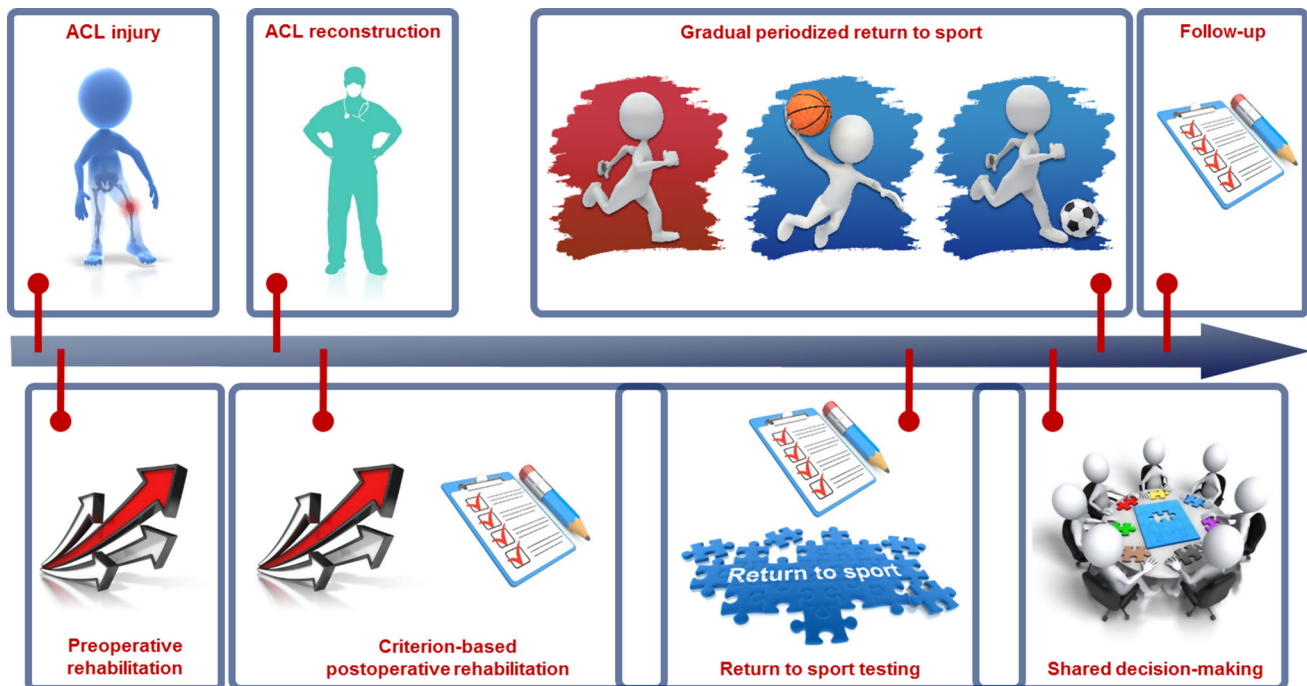 ACL injury
ACL reconstruction
Gradual periodized return to sport
Follow-up
Preoperative
rehabilitation
Criterion-based
postoperative rehabilitation
Return to sport
Return to sport testing
Shared decision-making